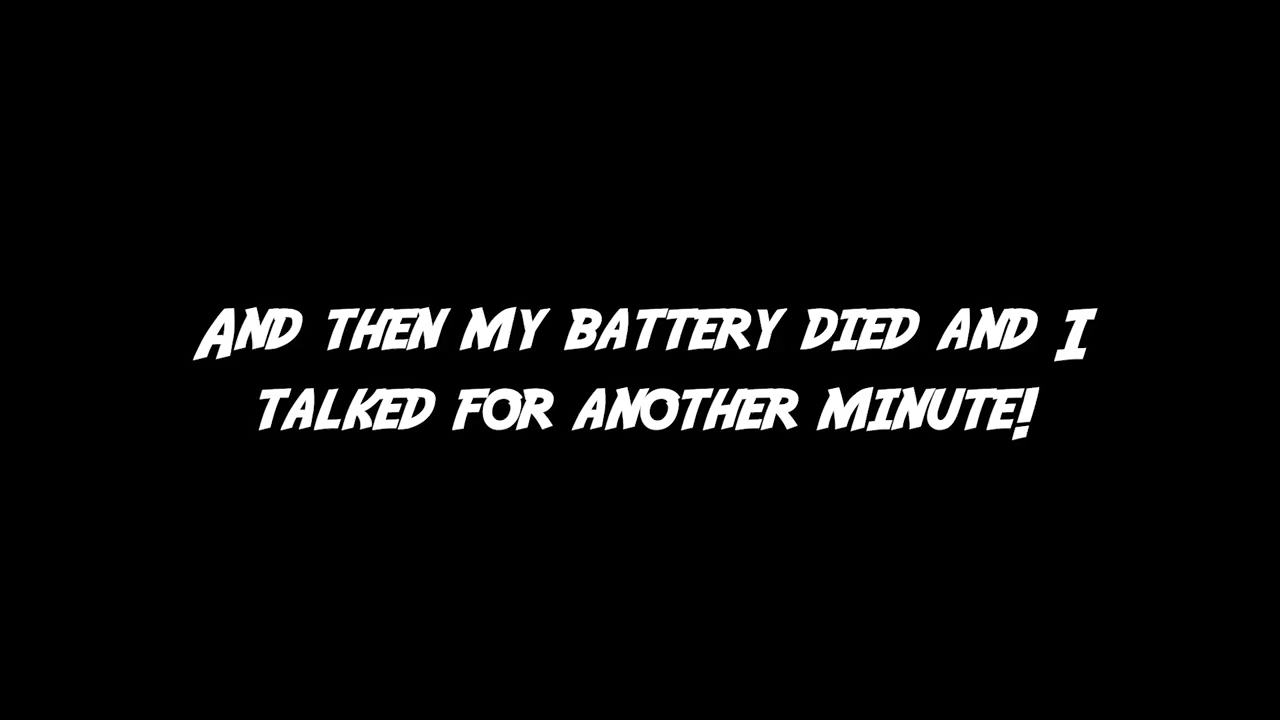 And then my battery died and I
talked for another minute!